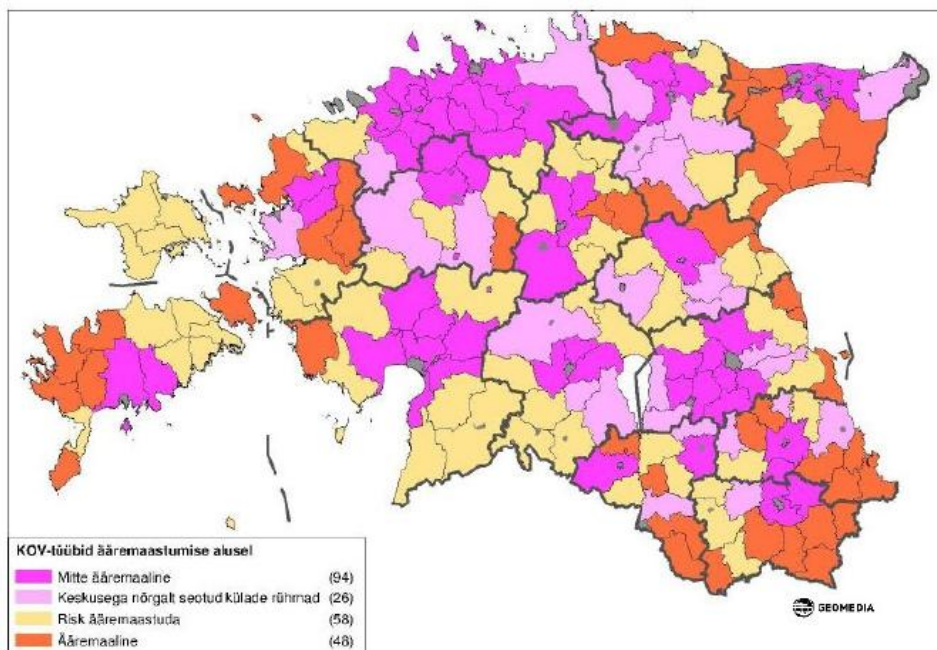 KOV-tüübid ääremaastumise alusel
Mitte ääremaaline (94)
Keskusega nõrgalt seotud külade rühmad (26)
Risk ääremaastuda (58)
Ääremaaline (48)
GEOMEDIA